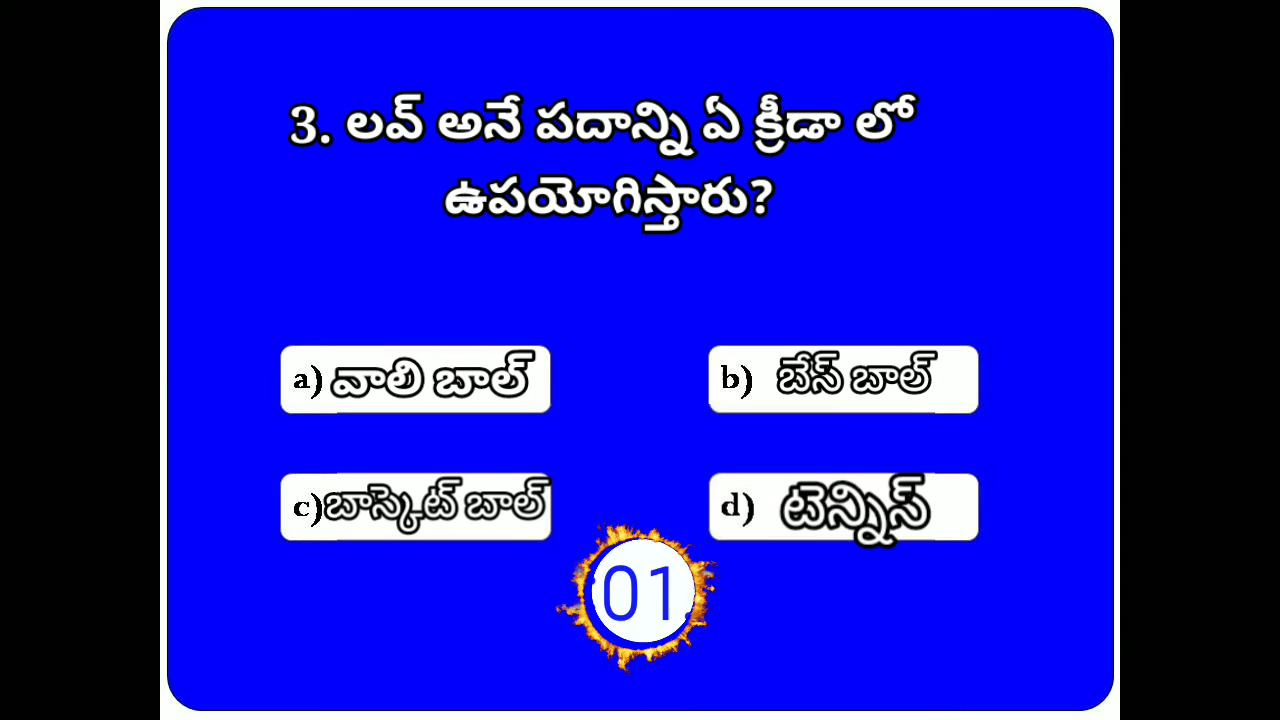 3. లవ్ అనే పదాన్ని ఏ క్రీడా లో
ఉపయోగిస్తారు?
a) వాలి బాల్
b) బేస్ బాల్
c) బాస్కెట్ బాల్
d) టెన్నిస్
01